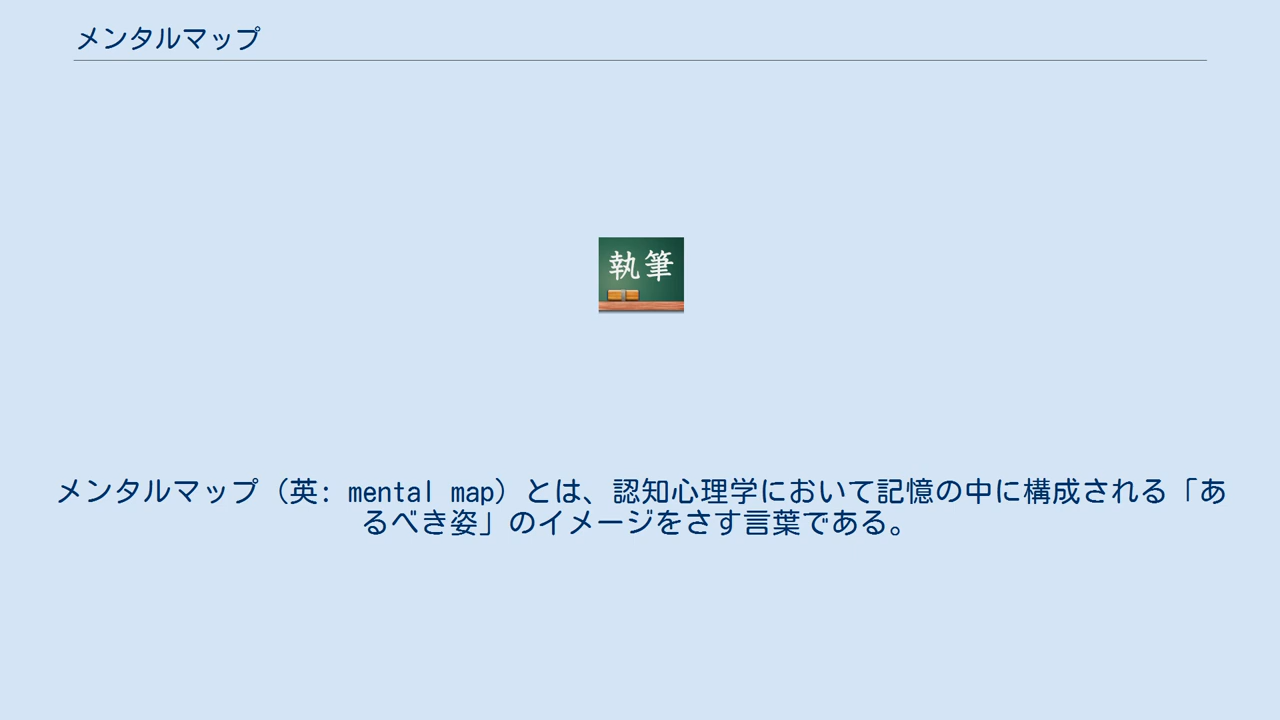 メンタルマップ
執筆
メンタルマップ（英: mental map）とは、認知心理学において記憶の中に構成される「あ
るべき姿」のイメージをさす言葉である。